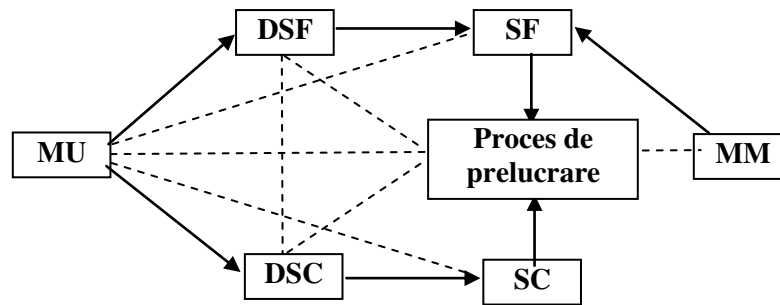 DSF
SF
MU
Proces de
prelucrare
MM
DSC
SC